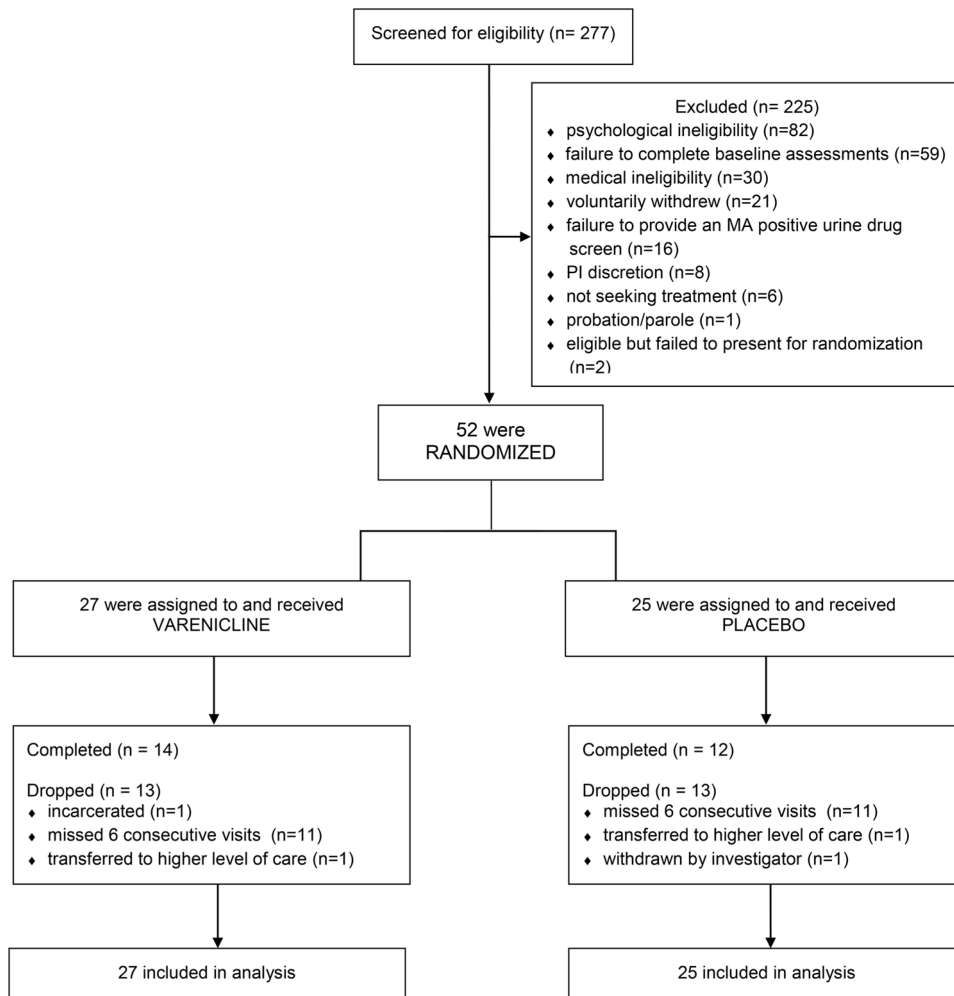 Screened for eligibility (n= 277)
Excluded (n= 225)
♦ psychological ineligibility (n=82)
♦ failure to complete baseline assessments (n=59)
♦ medical ineligibility (n=30)
♦ voluntarily withdrew (n=21)
♦ failure to provide an MA positive urine drug
screen (n=16)
♦ PI discretion (n=8)
♦ not seeking treatment (n=6)
♦ probation/parole (n=1)
♦ eligible but failed to present for randomization
(n=2)
52 were
RANDOMIZED
27 were assigned to and received
VARENICLINE
25 were assigned to and received
PLACEBO
Completed (n = 14)
Dropped (n = 13)
♦ incarcerated (n=1)
♦ missed 6 consecutive visits (n=11)
♦ transferred to higher level of care (n=1)
Completed (n = 12)
Dropped (n = 13)
♦ missed 6 consecutive visits (n=11)
♦ transferred to higher level of care (n=1)
♦ withdrawn by investigator (n=1)
27 included in analysis
25 included in analysis